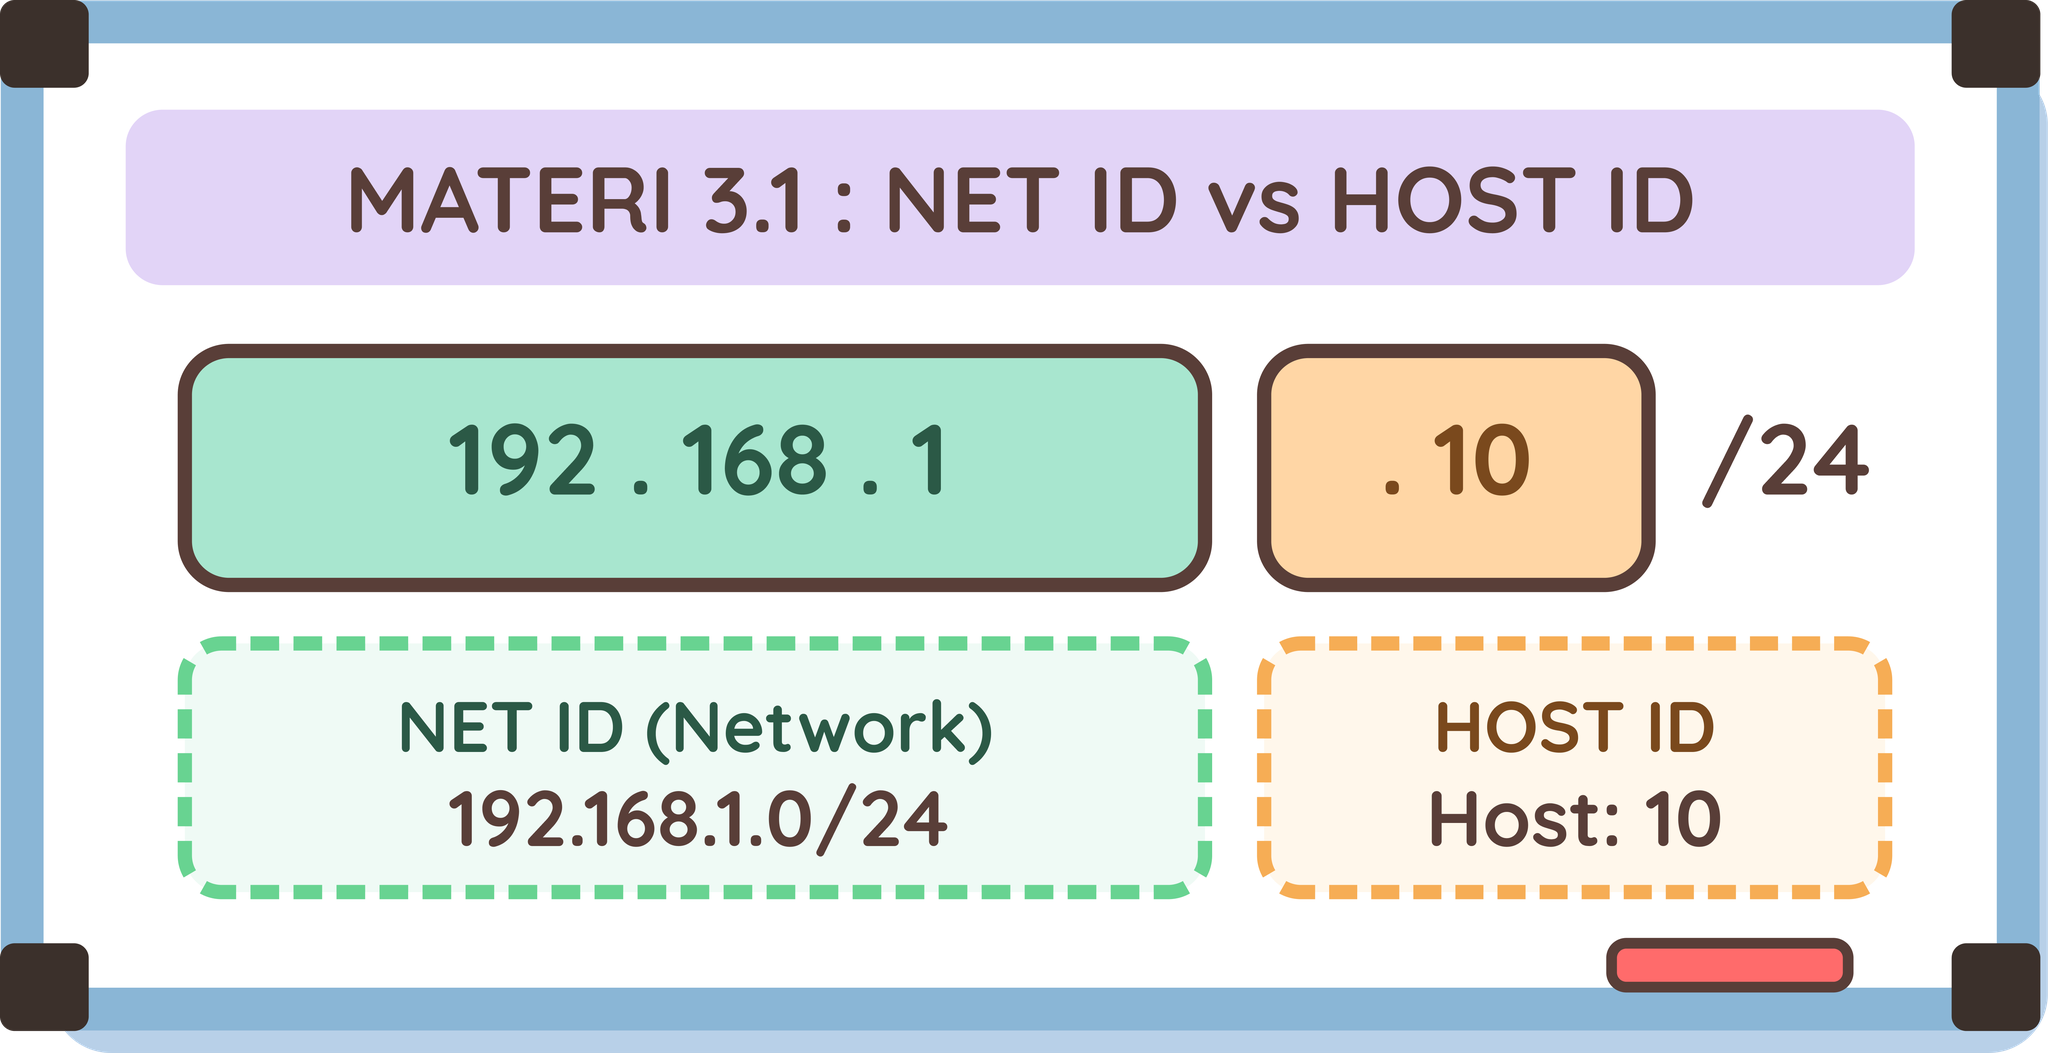 MATERI 3.1 : NET ID vs HOST ID
192 . 168 . 1 . 10 /24
NET ID (Network)
192.168.1.0/24
HOST ID
Host: 10